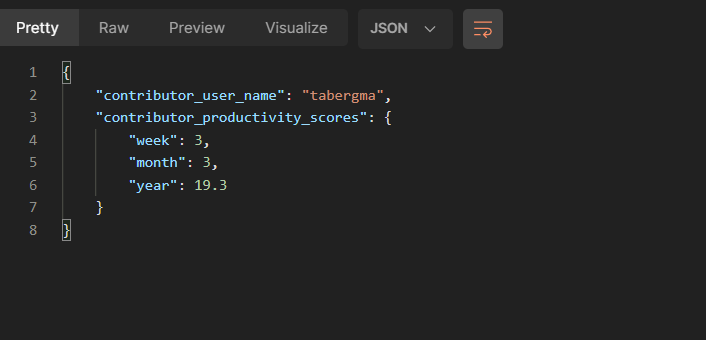 Pretty Raw Preview Visualize JSON
1 {
2 "contributor_user_name": "tabergma",
3 "contributor_productivity_scores": {
4 "week": 3,
5 "month": 3,
6 "year": 19.3
7 }
8 }